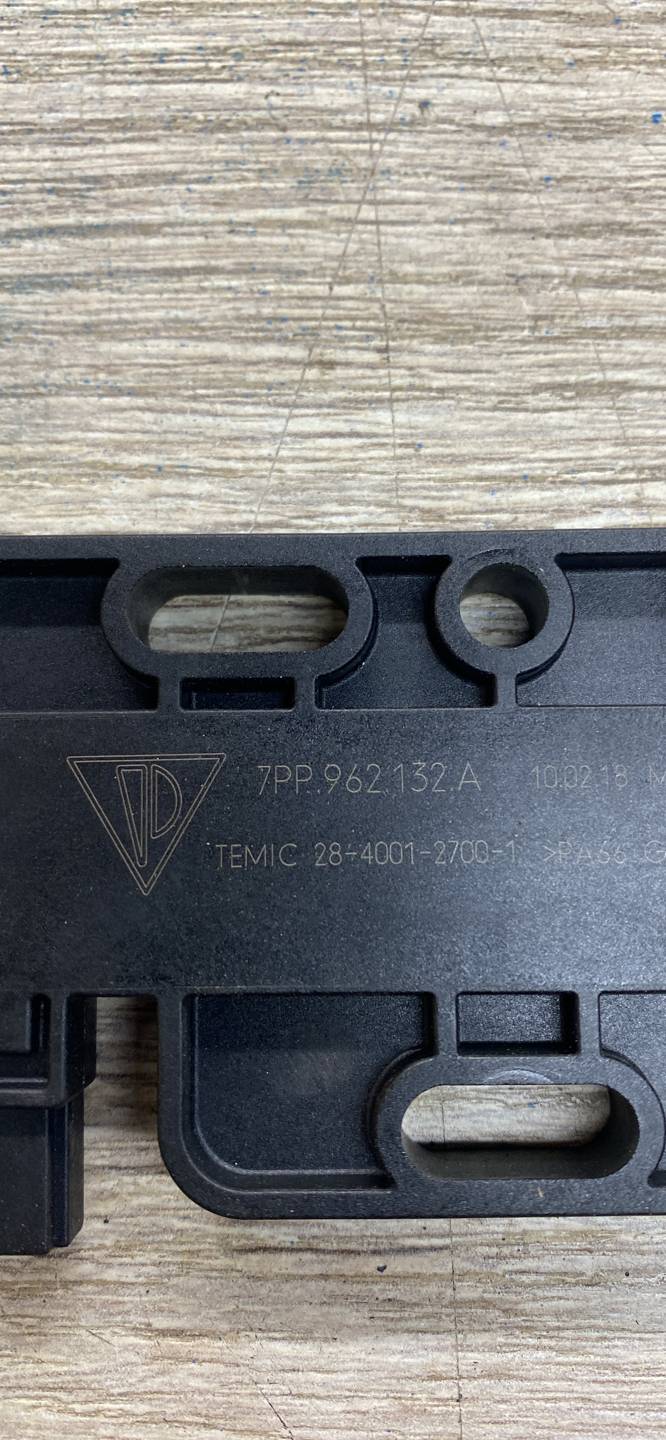 7PP.962.132.A 10.02.18 M
TEMIC 28-4001-2700-1 >PA66 G